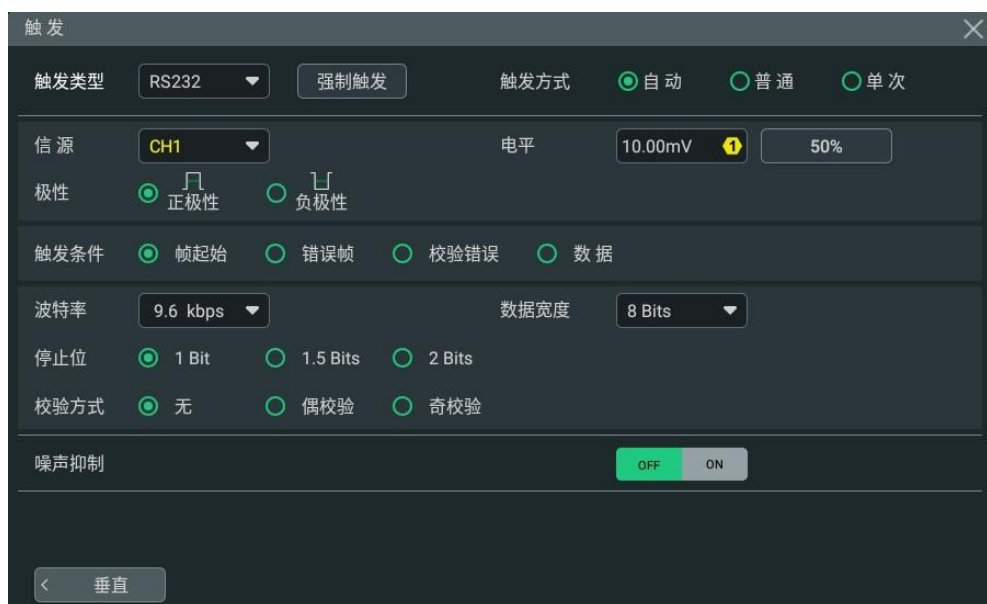 触发
触发类型 RS232 强制触发 触发方式 自动 普通 单次
信源 CH1 电平 10.00mV 1 50%
极性 正极性 负极性
触发条件 帧起始 错误帧 校验错误 数据
波特率 9.6 kbps 数据宽度 8 Bits
停止位 1 Bit 1.5 Bits 2 Bits
校验方式 无 偶校验 奇校验
噪声抑制 OFF ON
垂直